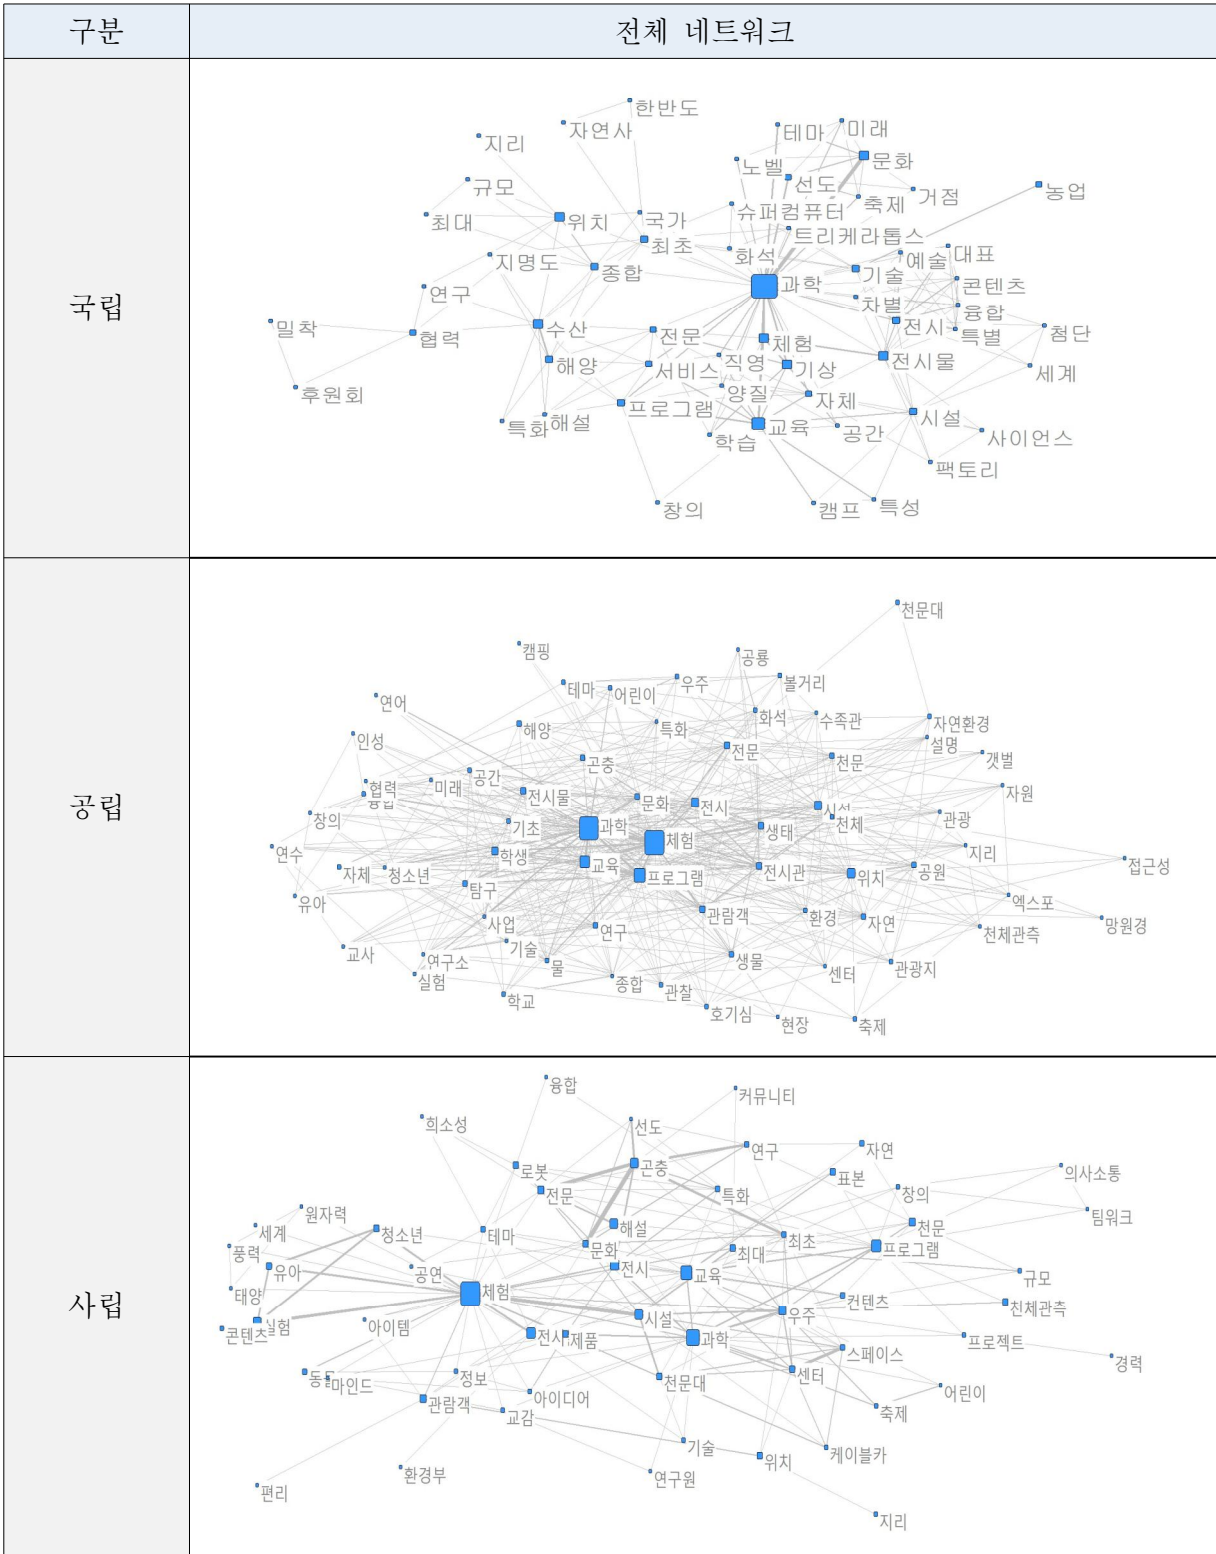 구분 전체 네트워크
국립
한반도
자연사
테마 미래
지리
문화
노벨
규모 선도 농업
거점
축제
슈퍼컴퓨터
최대 위치 국가
트리케라톱스
최초 화석 예술 대표
지명도 종합 기술
과학 콘텐츠
연구 차별 융합
밀착 수산 전문 체험 전시 특별 첨단
협력
해양 서비스 직영 기상 전시물 세계
후원회 양질 자체
프로그램
특화 해설 학습 교육 공간 시설 사이언스
팩토리
창의 캠프 특성
공립
천문대
캠핑 공룡
테마 어린이 우주 볼거리
연어
해양 특화 화석 수족관 자연환경
인성 전문 설명
곤충 천문 갯벌
협력 미래 공간
융합 전시물 문화 전시 시설 자원
창의 기초 과학 체험 생태 천체 관광
연수 학생 지리
자체 청소년 교육 프로그램 전시관 위치 공원 접근성
유아 탐구 엑스포
사업 관람객 환경 자연 천체관측 망원경
교사 기술 연구
연구소 물 생물 센터 관광지
실험 종합 관찰
학교 호기심 현장 축제
사립
융합 커뮤니티
희소성 선도
로봇 곤충 연구 자연
전문 특화 표본 창의 의사소통
원자력 팀워크
세계 청소년 테마 해설 최초 천문
풍력 유아 공연 문화 전시 최대 프로그램
태양 체험 교육 컨텐츠 규모
콘텐츠 실험 아이템 시설 우주 천체관측
전시 제품 과학 스페이스 프로젝트
마인드 정보 천문대 센터 경력
관람객 아이디어 어린이
교감 축제
기술 위치 케이블카
편리 환경부 연구원
지리